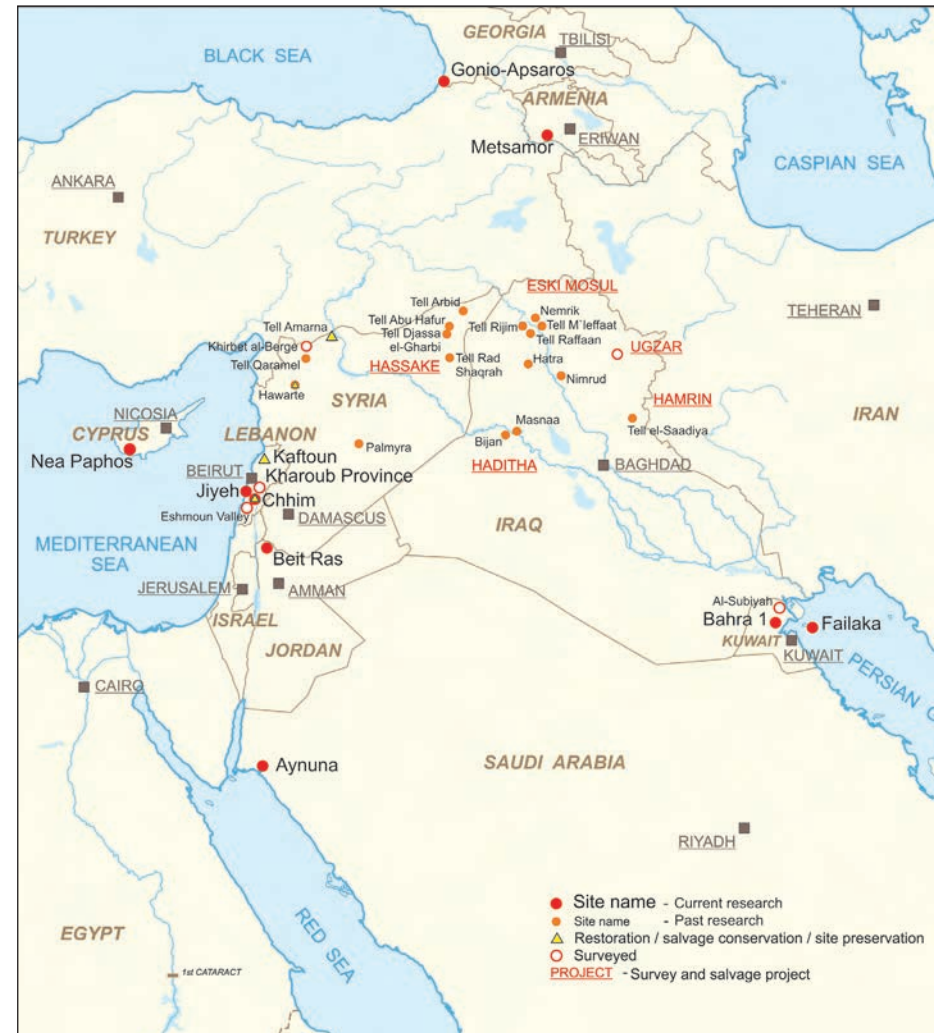 GEORGIA
TBILISI
BLACK SEA
Gonio-Apsaros
ARMENIA
ERIWAN
Metsamor
CASPIAN SEA
ANKARA
TURKEY
TEHERAN
ESKI MOSUL
Tell Arbid
Nemrik
Tell Abu Hafur
Tell Rijim
Tell M`leffaat
Tell Amarna
Tell Djassa
el-Gharbi
Tell Raffaan
Khirbet al-Berge
UGZAR
Tell Qaramel
HASSAKE
Tell Rad
Shaqrah
Hatra
Nimrud
Hawarte
SYRIA
HAMRIN
NICOSIA
IRAN
CYPRUS
LEBANON
Masnaa
Tell el-Saadiya
Nea Paphos
Kaftoun
Palmyra
Bijan
BEIRUT
Kharoub Province
HADITHA
BAGHDAD
Jiyeh
Chhim
Eshmoun Valley
DAMASCUS
IRAQ
MEDITERRANEAN
SEA
Beit Ras
JERUSALEM
AMMAN
ISRAEL
Al-Subiyah
Bahra 1
Failaka
JORDAN
KUWAIT
KUWAIT
PERSIAN G
CAIRO
Aynuna
SAUDI ARABIA
RIYADH
RED SEA
EGYPT
1st CATARACT
Site name - Current research
Site name - Past research
Restoration / salvage conservation / site preservation
Surveyed
PROJECT - Survey and salvage project